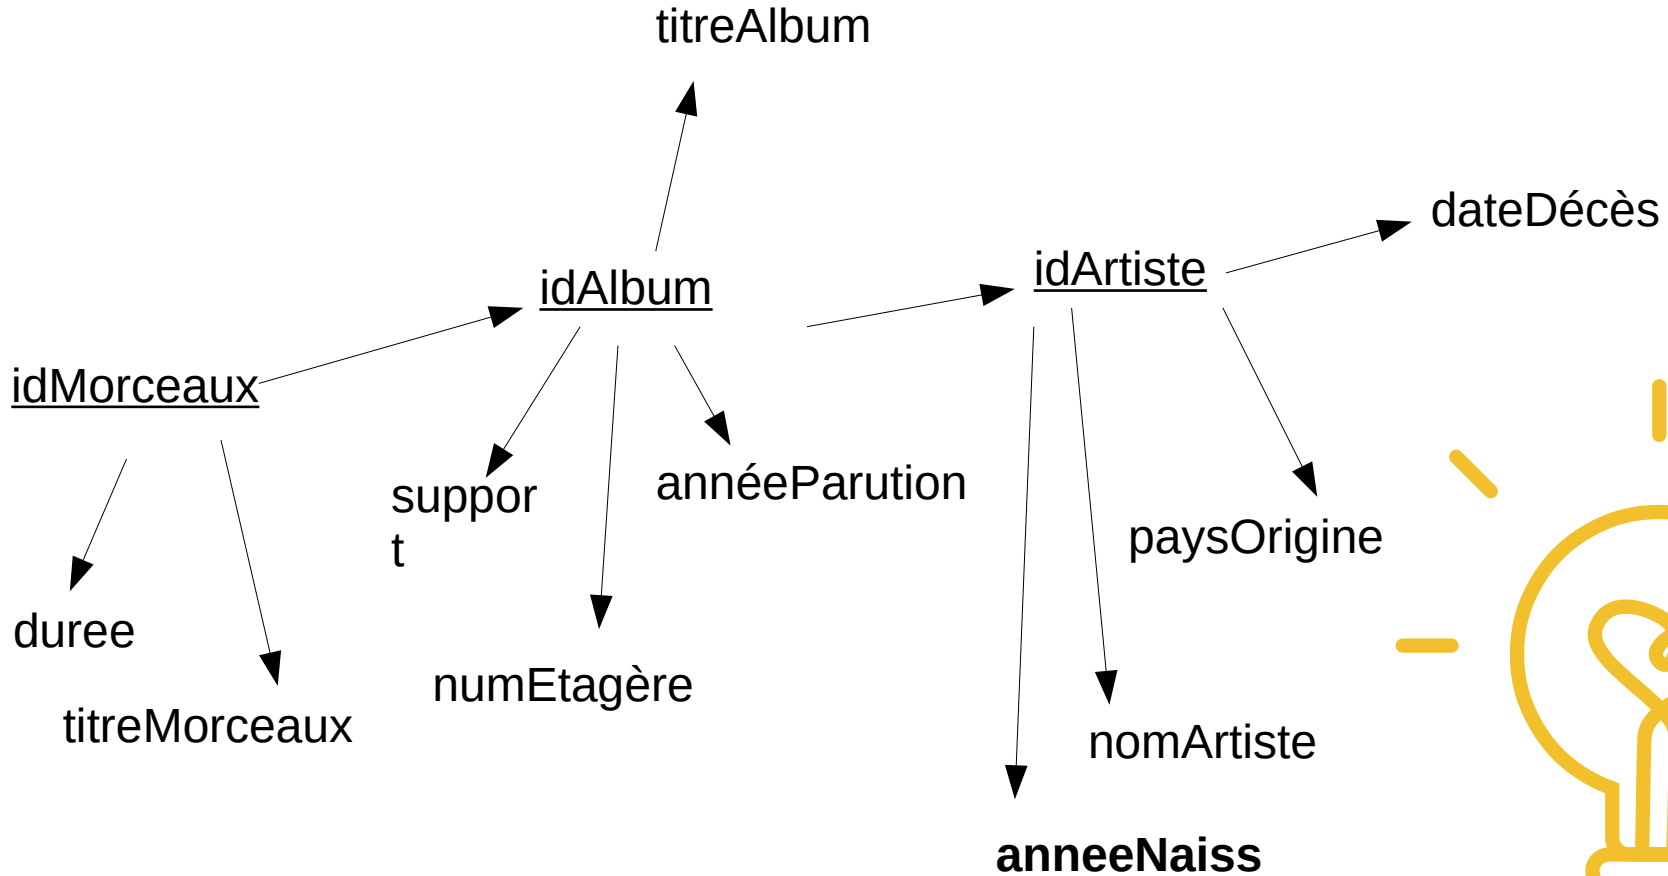 titreAlbum
dateDécès
idArtiste
idAlbum
idMorceaux
suppor
t
annéeParution
paysOrigine
duree
numEtagère
titreMorceaux
nomArtiste
anneeNaiss